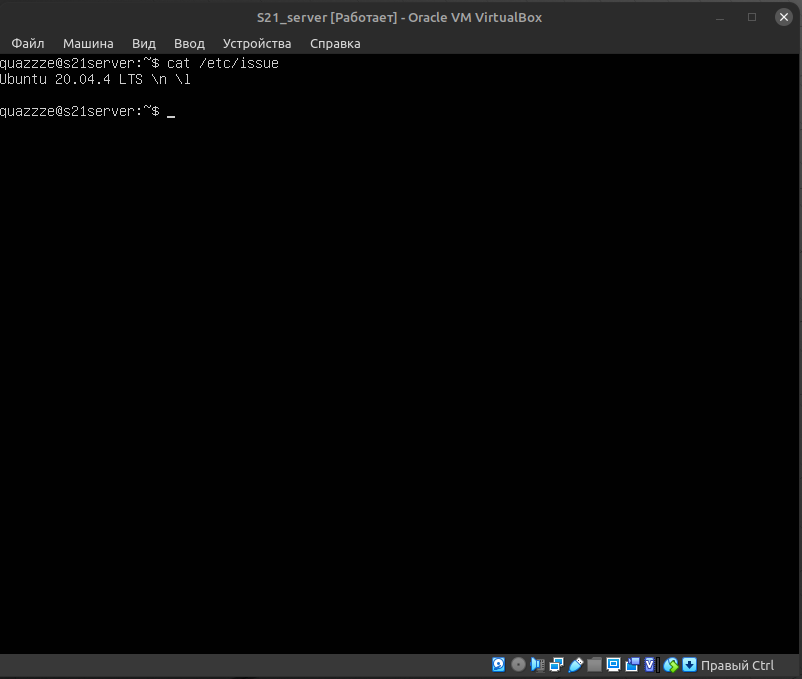 S21_server [Работает] - Oracle VM VirtualBox
Файл Машина Вид Ввод Устройства Справка
quazzze@s21server:~$ cat /etc/issue
Ubuntu 20.04.4 LTS \n \l
quazzze@s21server:~$ _
Правый Ctrl